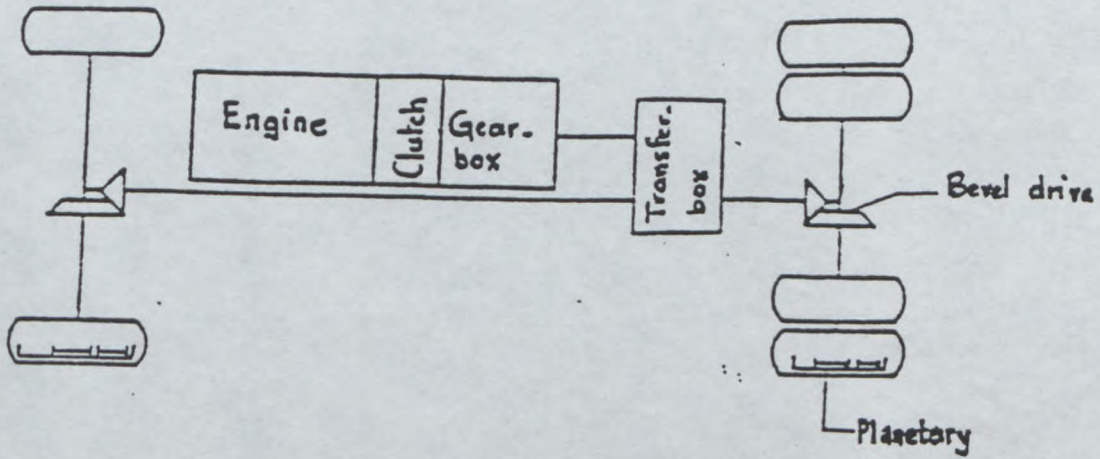 Engine
Clutch
Gear-
box
Transfer-
box
Bevel drive
Planetary